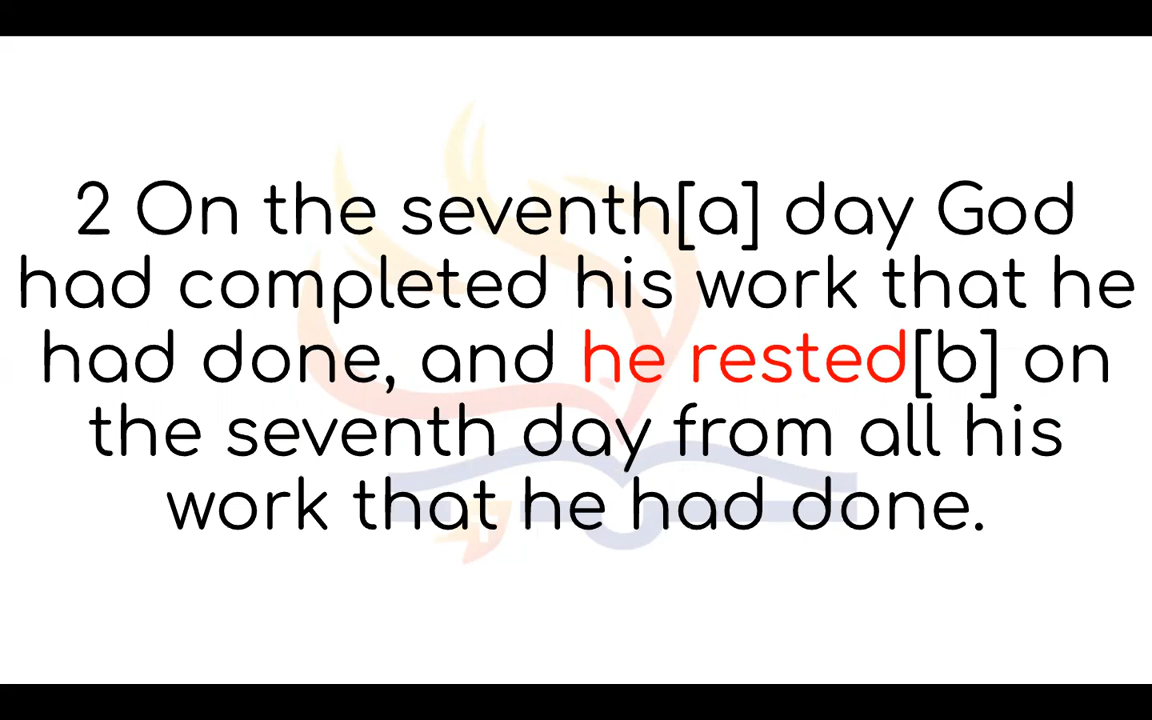 2 On the seventh[a] day God
had completed his work that he
had done, and he rested[b] on
the seventh day from all his
work that he had done.